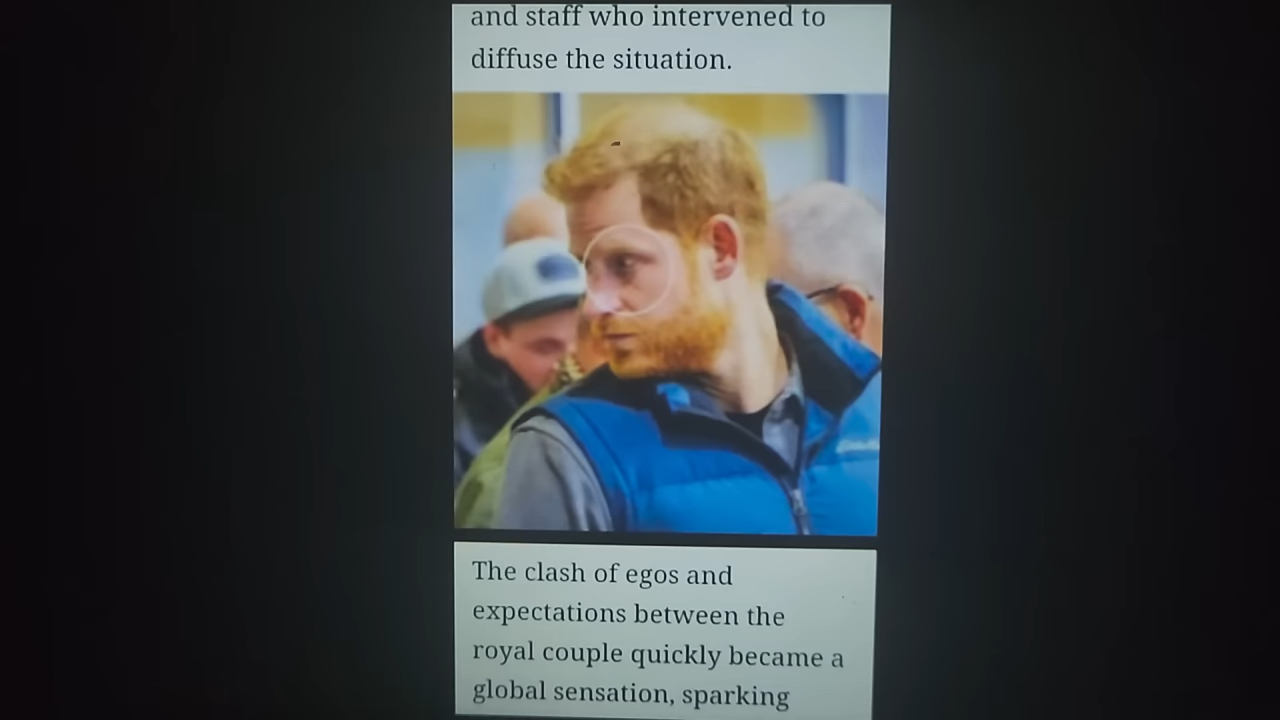 and staff who intervened to
diffuse the situation.
The clash of egos and
expectations between the
royal couple quickly became a
global sensation, sparking